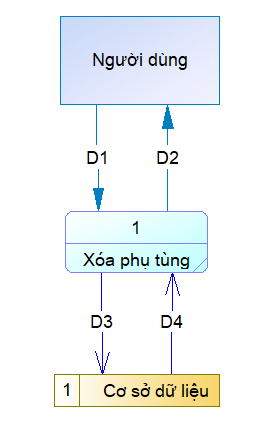 Người dùng
D1
D2
1
Xóa phụ tùng
D3
D4
1
Cơ sở dữ liệu